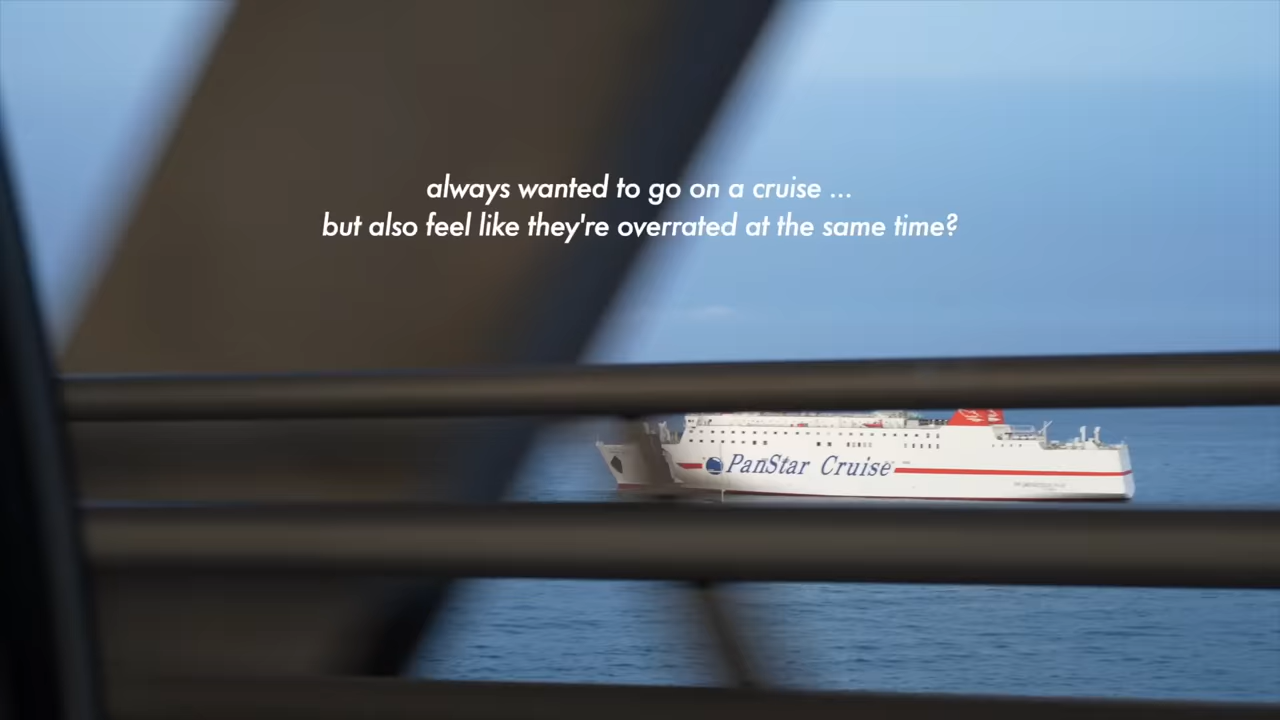 always wanted to go on a cruise ...
but also feel like they're overrated at the same time?
PanStar Cruise